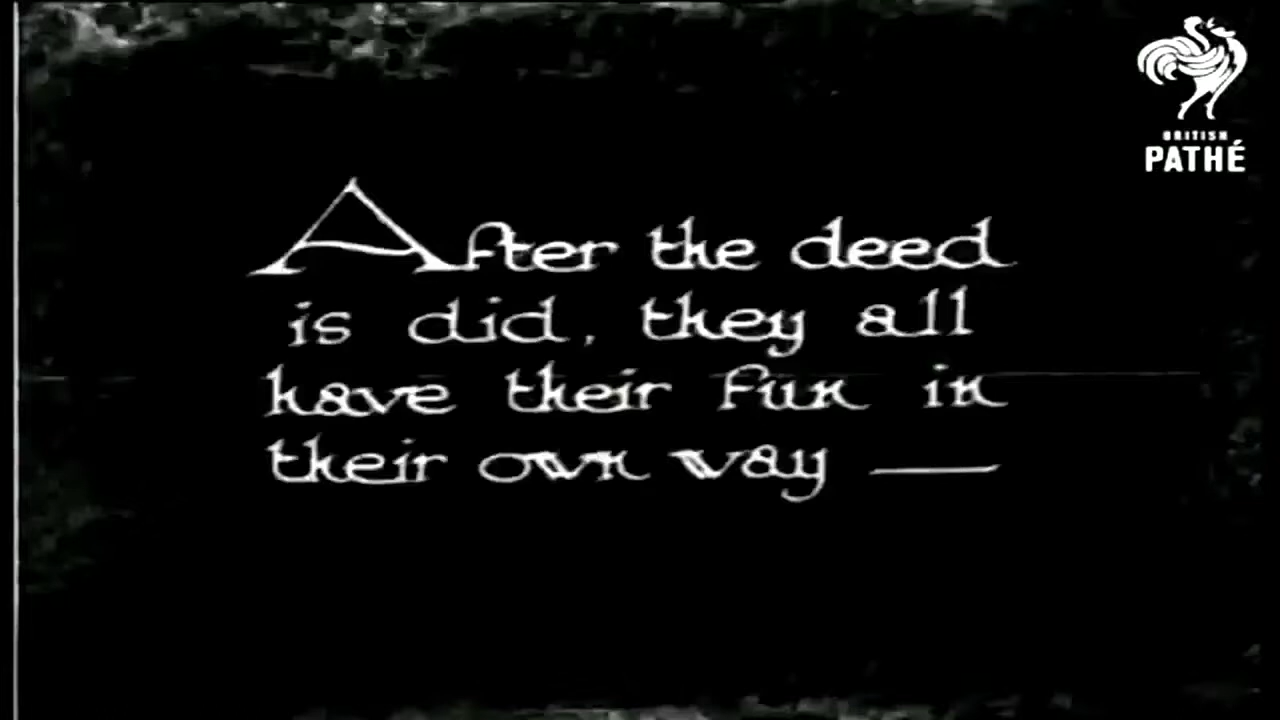 BRITISH
PATHÉ
After the deed
is did, they all
have their fun in
their own way —